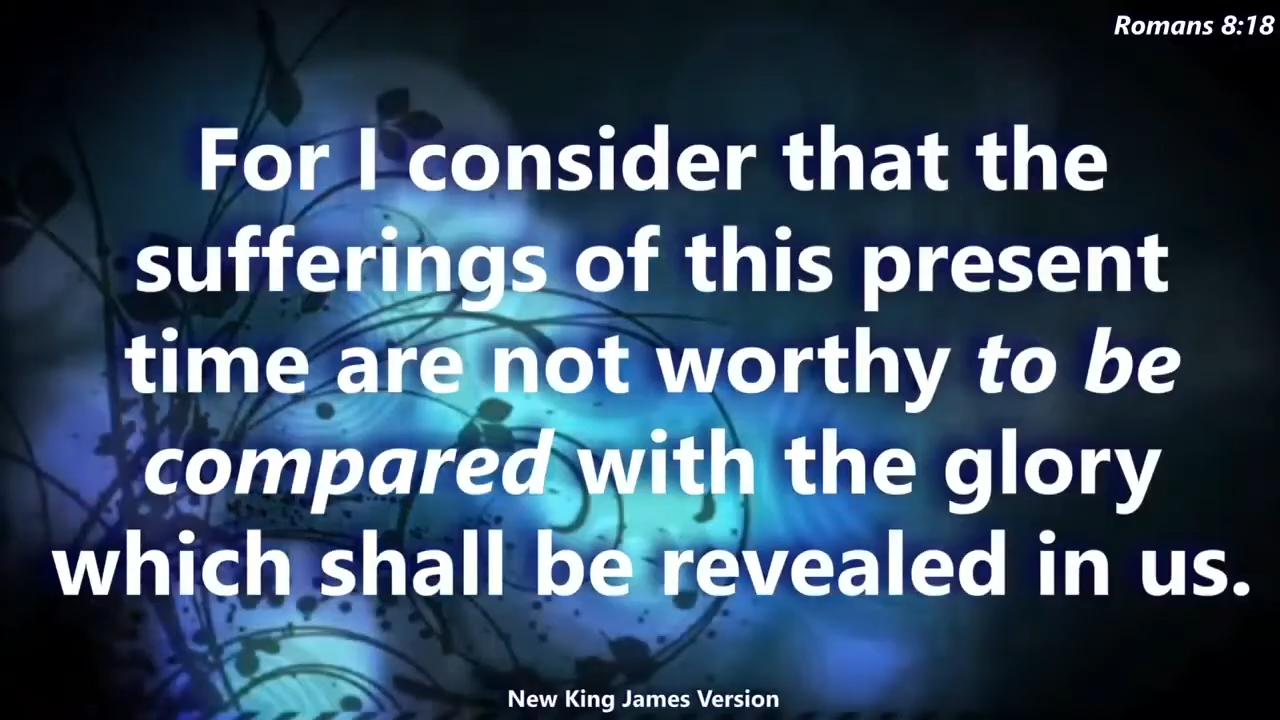 Romans 8:18
For I consider that the
sufferings of this present
time are not worthy to be
compared with the glory
which shall be revealed in us.
New King James Version